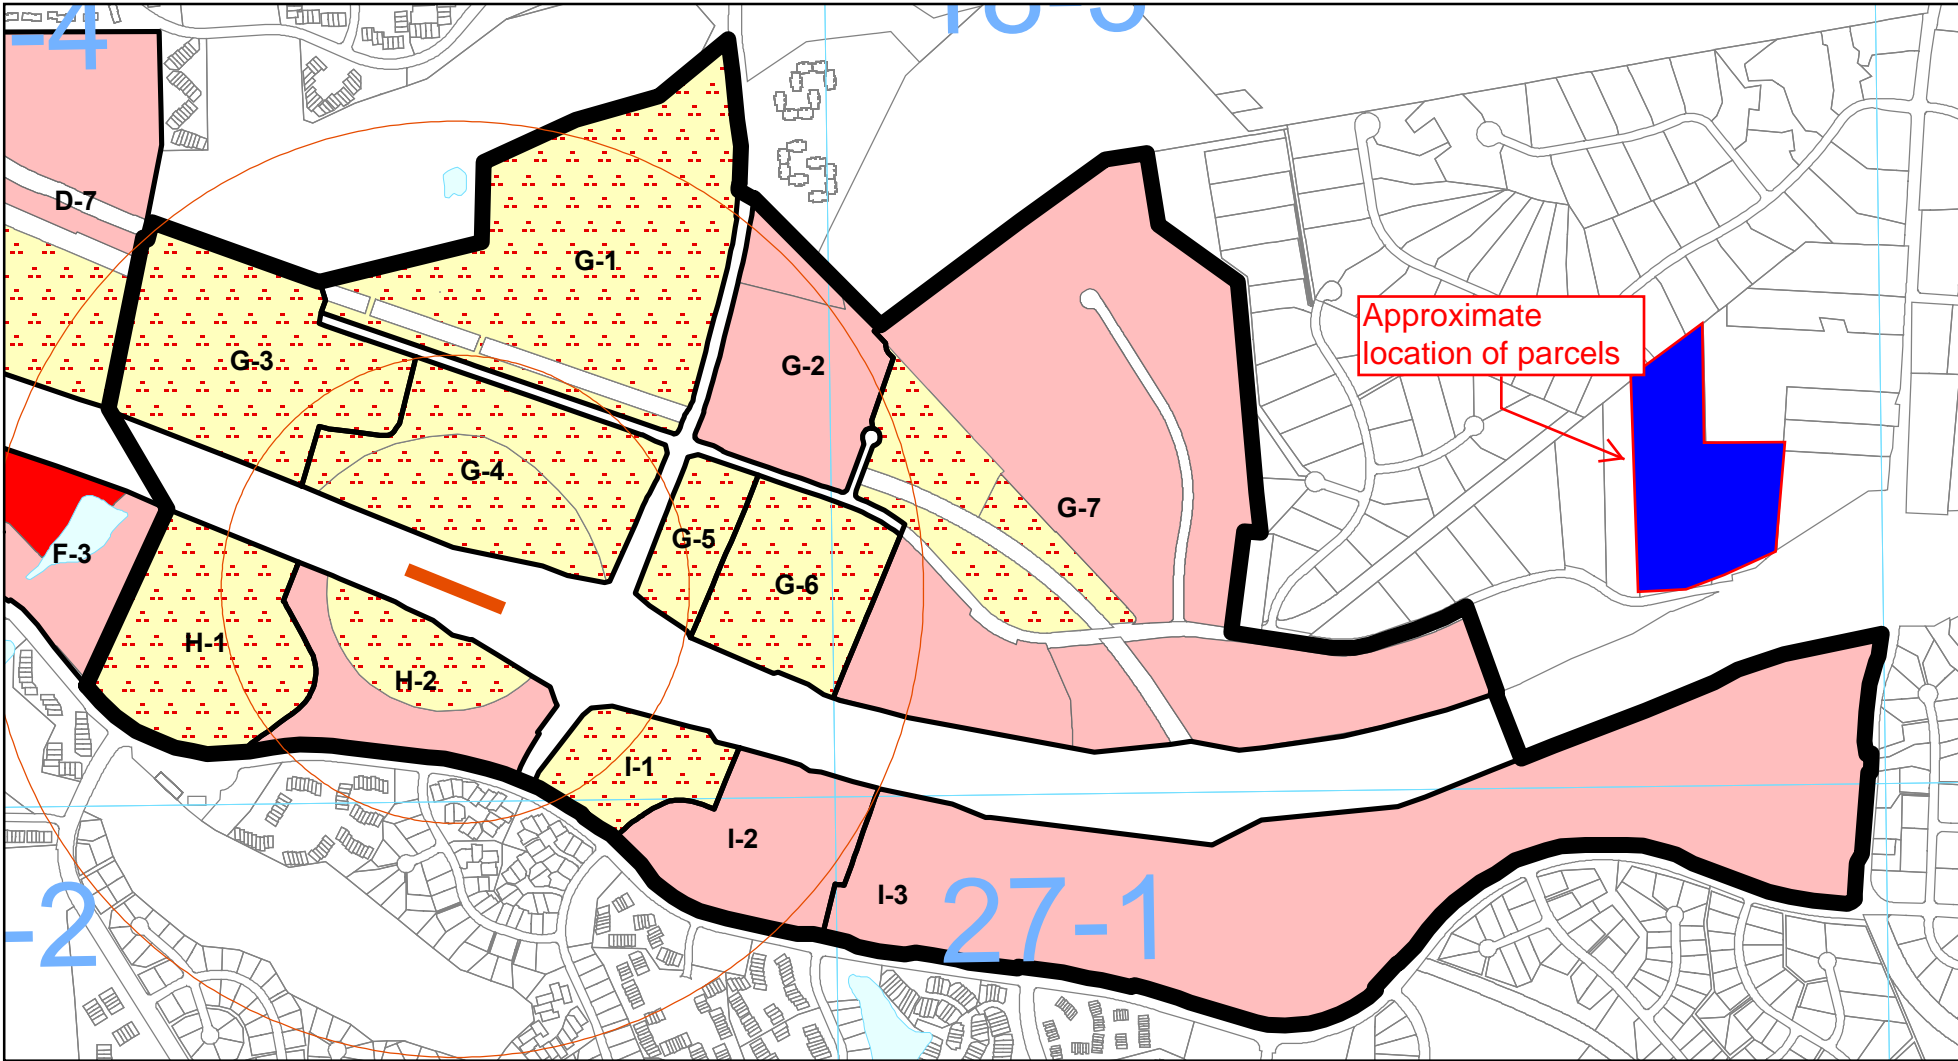 -4
18-3
D-7
G-1
Approximate
location of parcels
G-3
G-2
G-4
G-7
G-5
F-3
G-6
H-1
H-2
I-1
I-2
I-3
27-1
-2